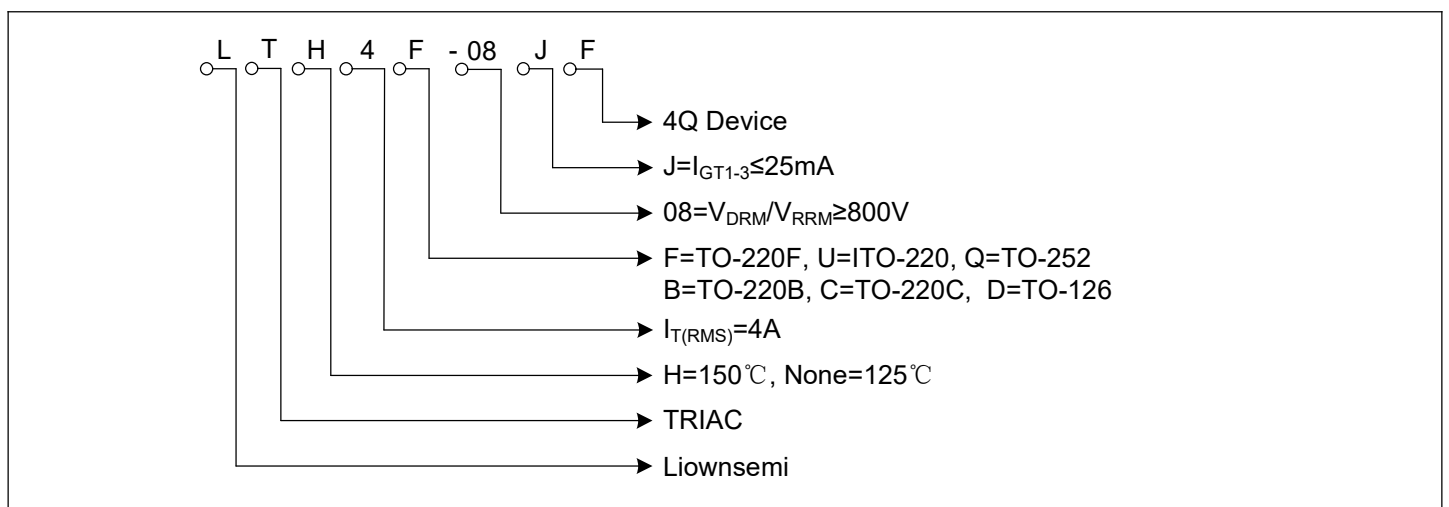 L T H 4 F - 08 J F
4Q Device
J=IGT1-3≤25mA
08=VDRM/VRRM≥800V
F=TO-220F, U=ITO-220, Q=TO-252
B=TO-220B, C=TO-220C, D=TO-126
IT(RMS)=4A
H=150℃, None=125℃
TRIAC
Liownsemi